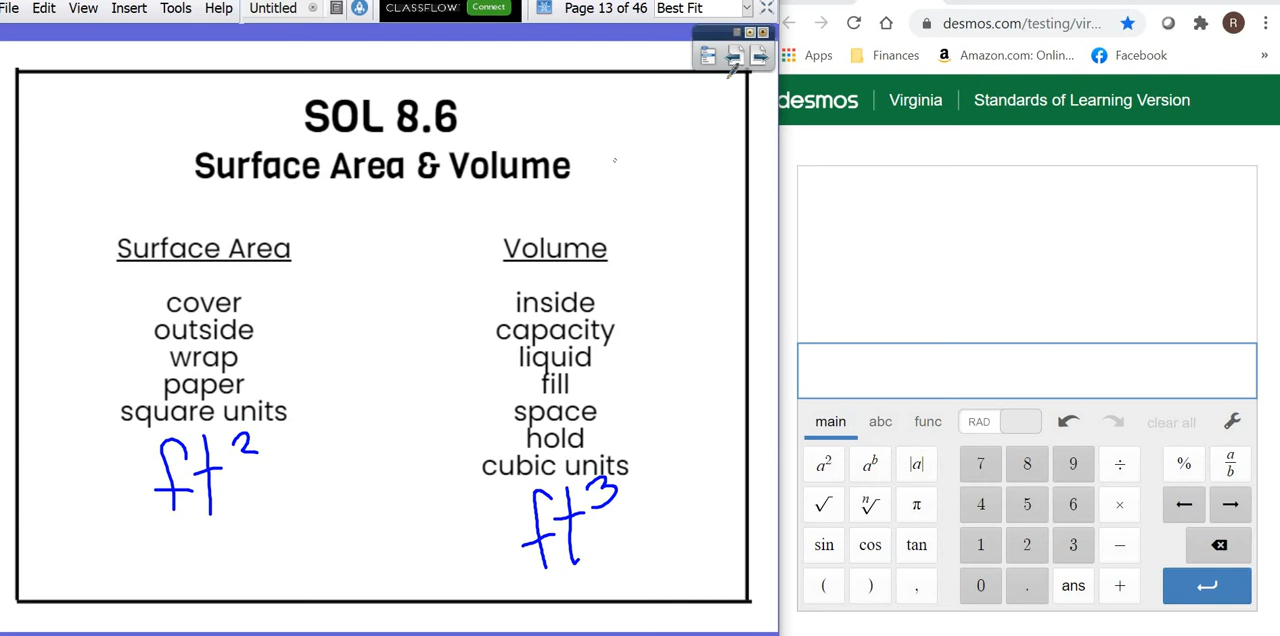 File Edit View Insert Tools Help Untitled CLASSFLOW Connect Page 13 of 46 Best Fit
desmos.com/testing/vir... R
Apps Finances a Amazon.com: Onlin... Facebook »
desmos Virginia Standards of Learning Version
SOL 8.6
Surface Area & Volume
Surface Area
cover
outside
wrap
paper
square units
ft²
Volume
inside
capacity
liquid
fill
space
hold
cubic units
ft³
main abc func RAD clear all
a² aᵇ |a| 7 8 9 ÷ % a/b
√ ⁿ√ π 4 5 6 × ← →
sin cos tan 1 2 3 −
( ) , 0 . ans +